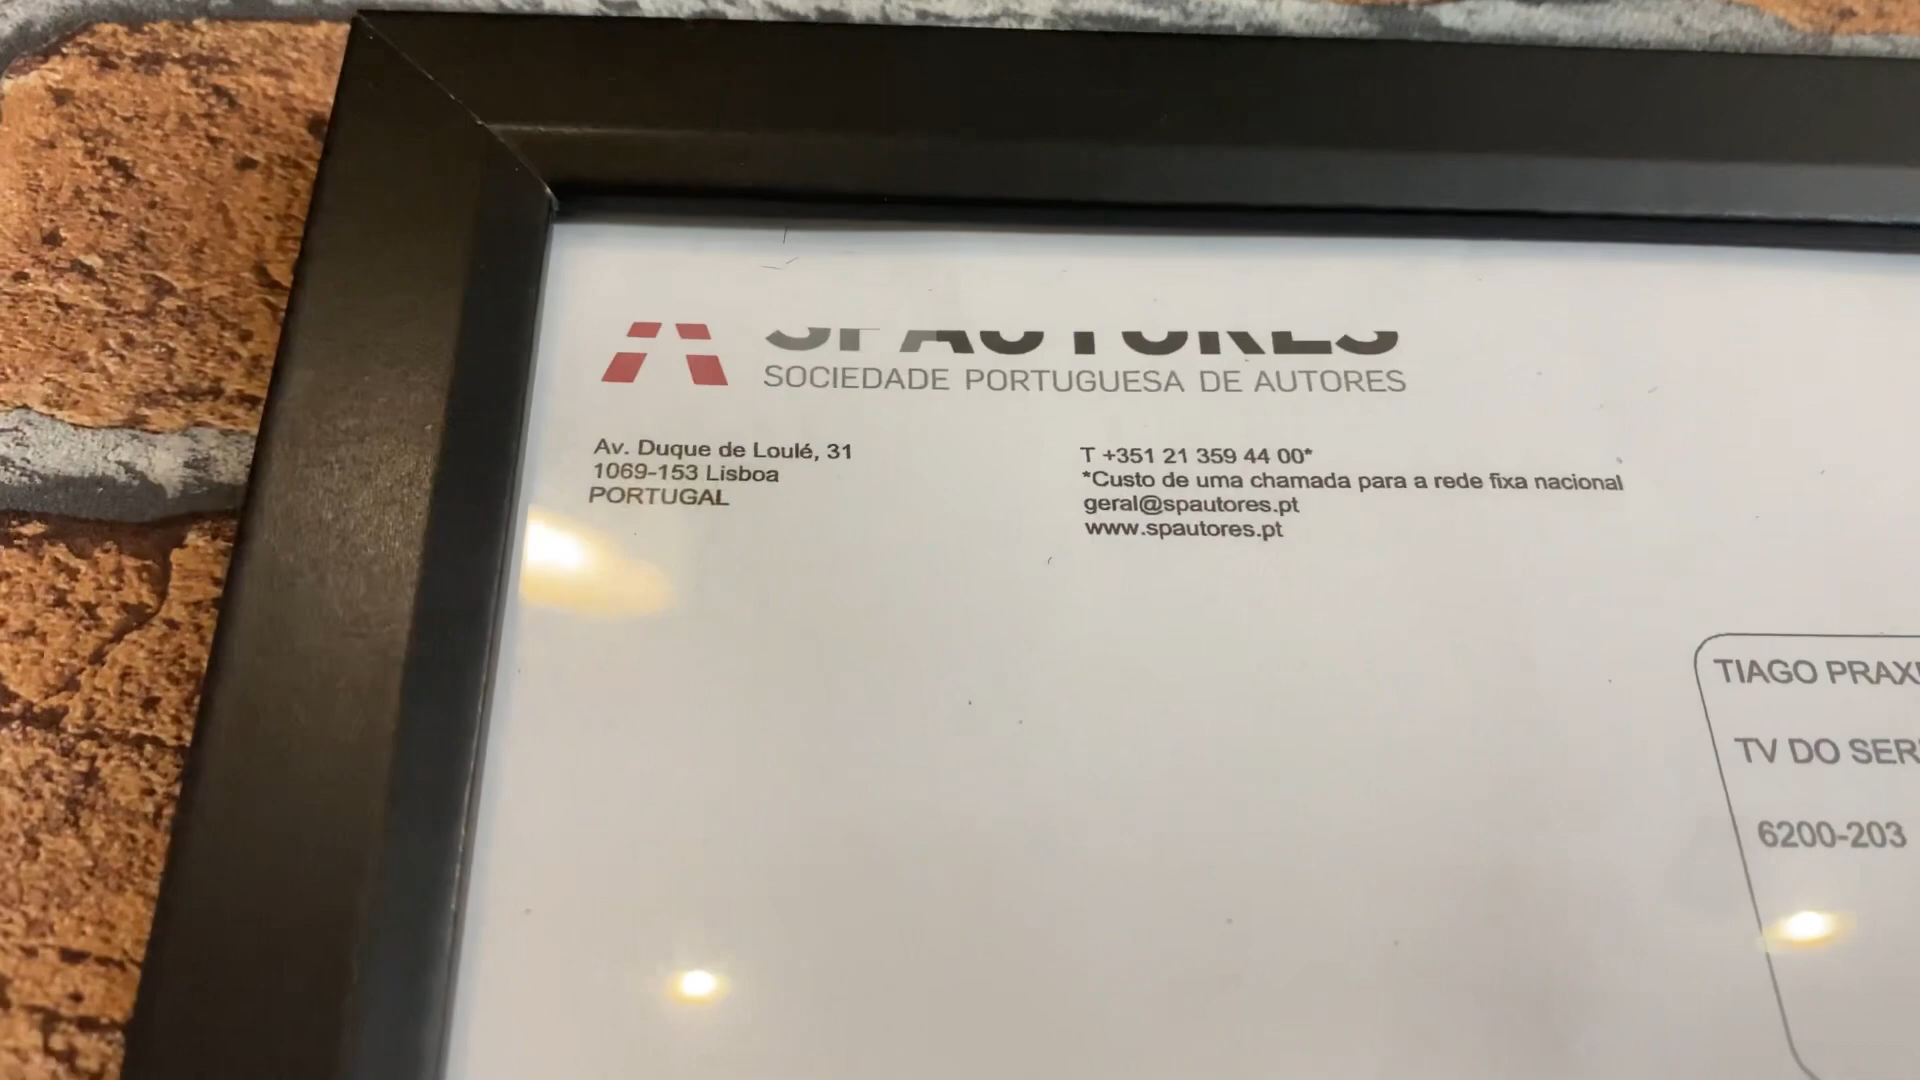 SPAUTORES
SOCIEDADE PORTUGUESA DE AUTORES
Av. Duque de Loulé, 31
1069-153 Lisboa
PORTUGAL
T +351 21 359 44 00*
*Custo de uma chamada para a rede fixa nacional
geral@spautores.pt
www.spautores.pt
TIAGO
TV DO
6200-203